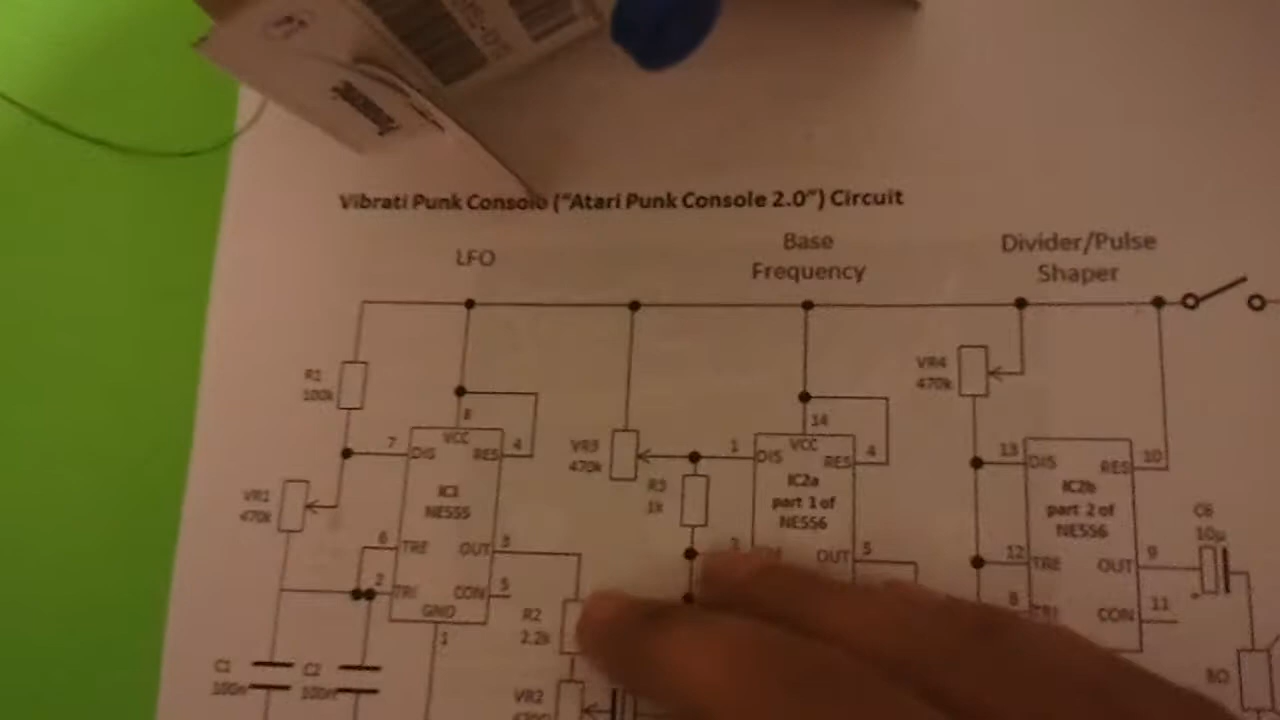 Vibrati Punk Console ("Atari Punk Console 2.0") Circuit
LFO
Base
Frequency
Divider/Pulse
Shaper
R1
100k
8
VCC
7
DIS
RES
4
IC1
NE555
VR1
470k
6
TRE
OUT
3
2
TRI
CON
5
GND
1
C1
100n
C2
R2
2.2k
VR2
VR3
470k
R3
1k
14
VCC
1
DIS
RES
4
IC2a
part 1 of
NE556
OUT
5
VR4
470k
13
DIS
RES
10
IC2b
part 2 of
NE556
12
TRE
OUT
9
8
CON
11
C6
10µ
+
8Ω